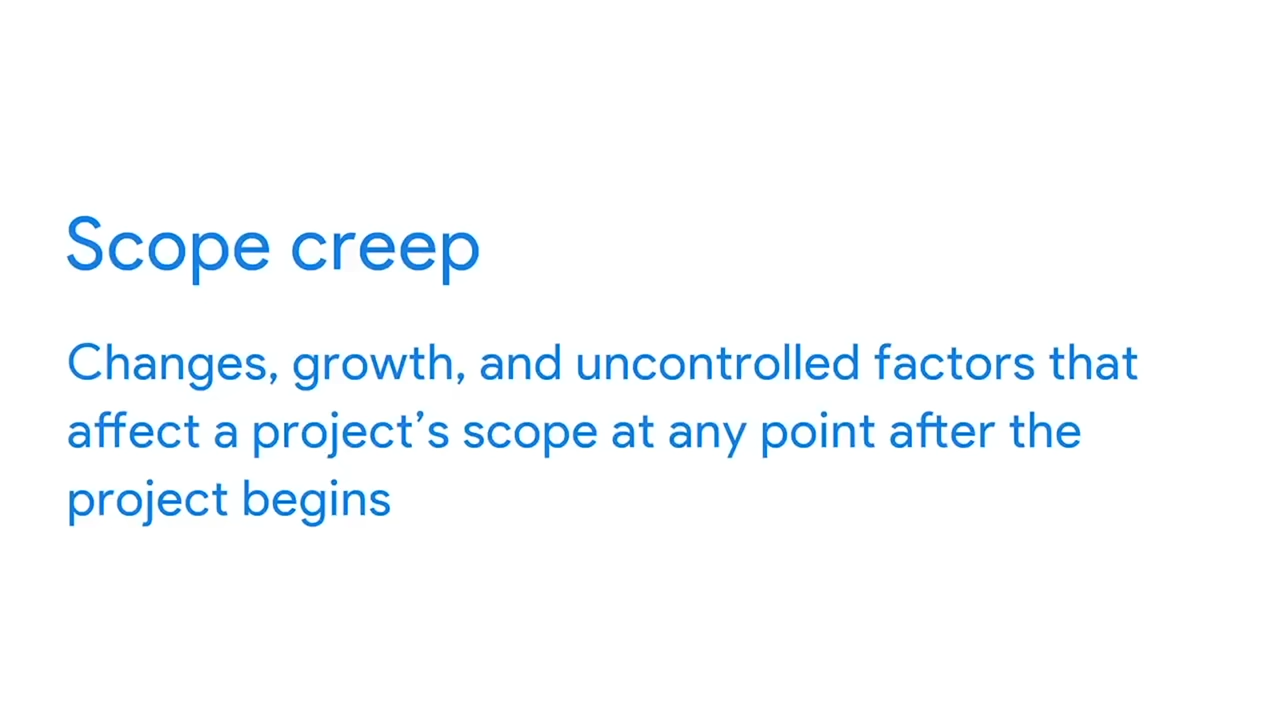 Scope creep
Changes, growth, and uncontrolled factors that
affect a project’s scope at any point after the
project begins